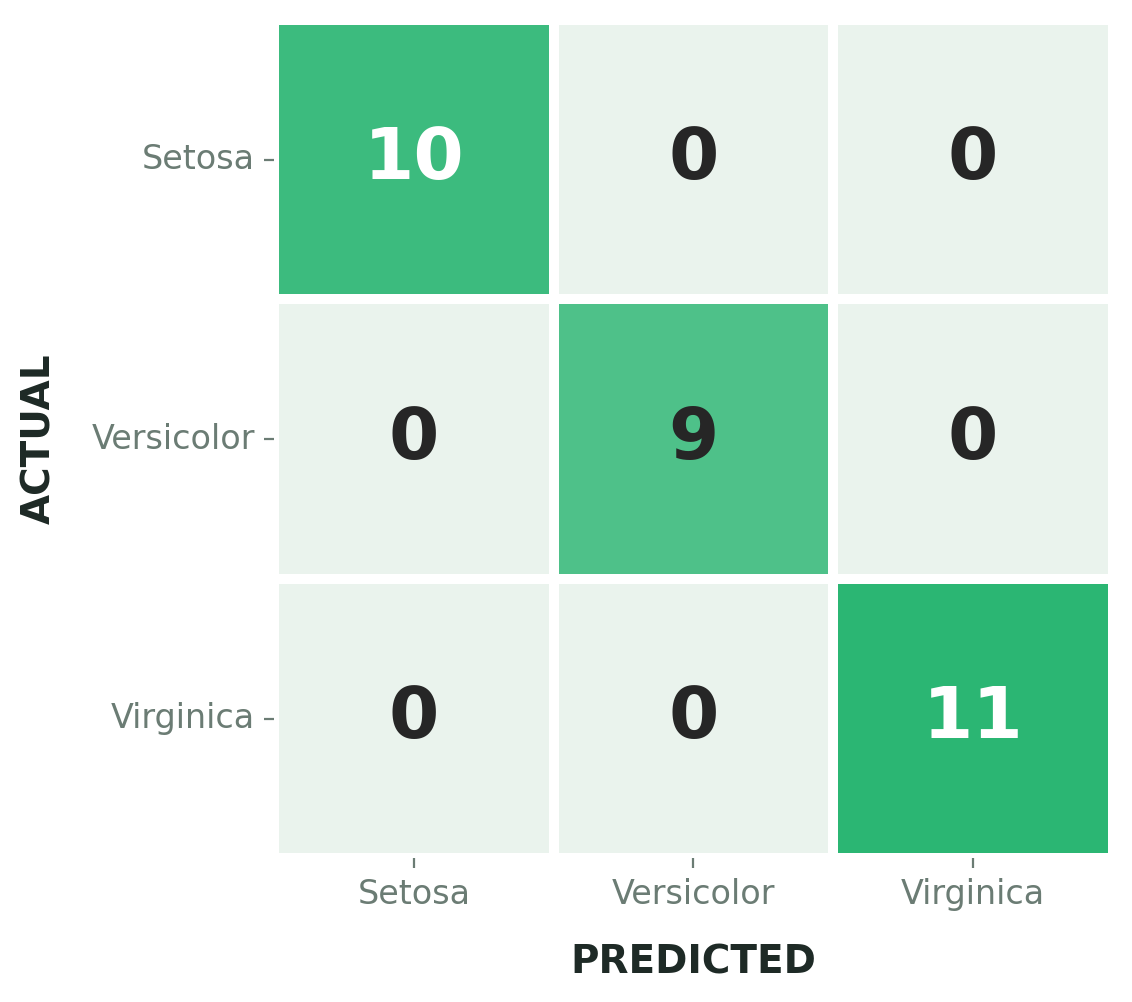 Setosa 10 0 0
Versicolor 0 9 0
Virginica 0 0 11
Setosa Versicolor Virginica
PREDICTED
ACTUAL